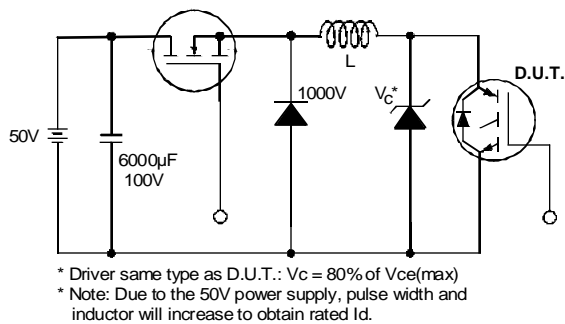 L
D.U.T.
1000V
VC*
50V
6000µF
100V
* Driver same type as D.U.T.: Vc = 80% of Vce(max)
* Note: Due to the 50V power supply, pulse width and
inductor will increase to obtain rated Id.